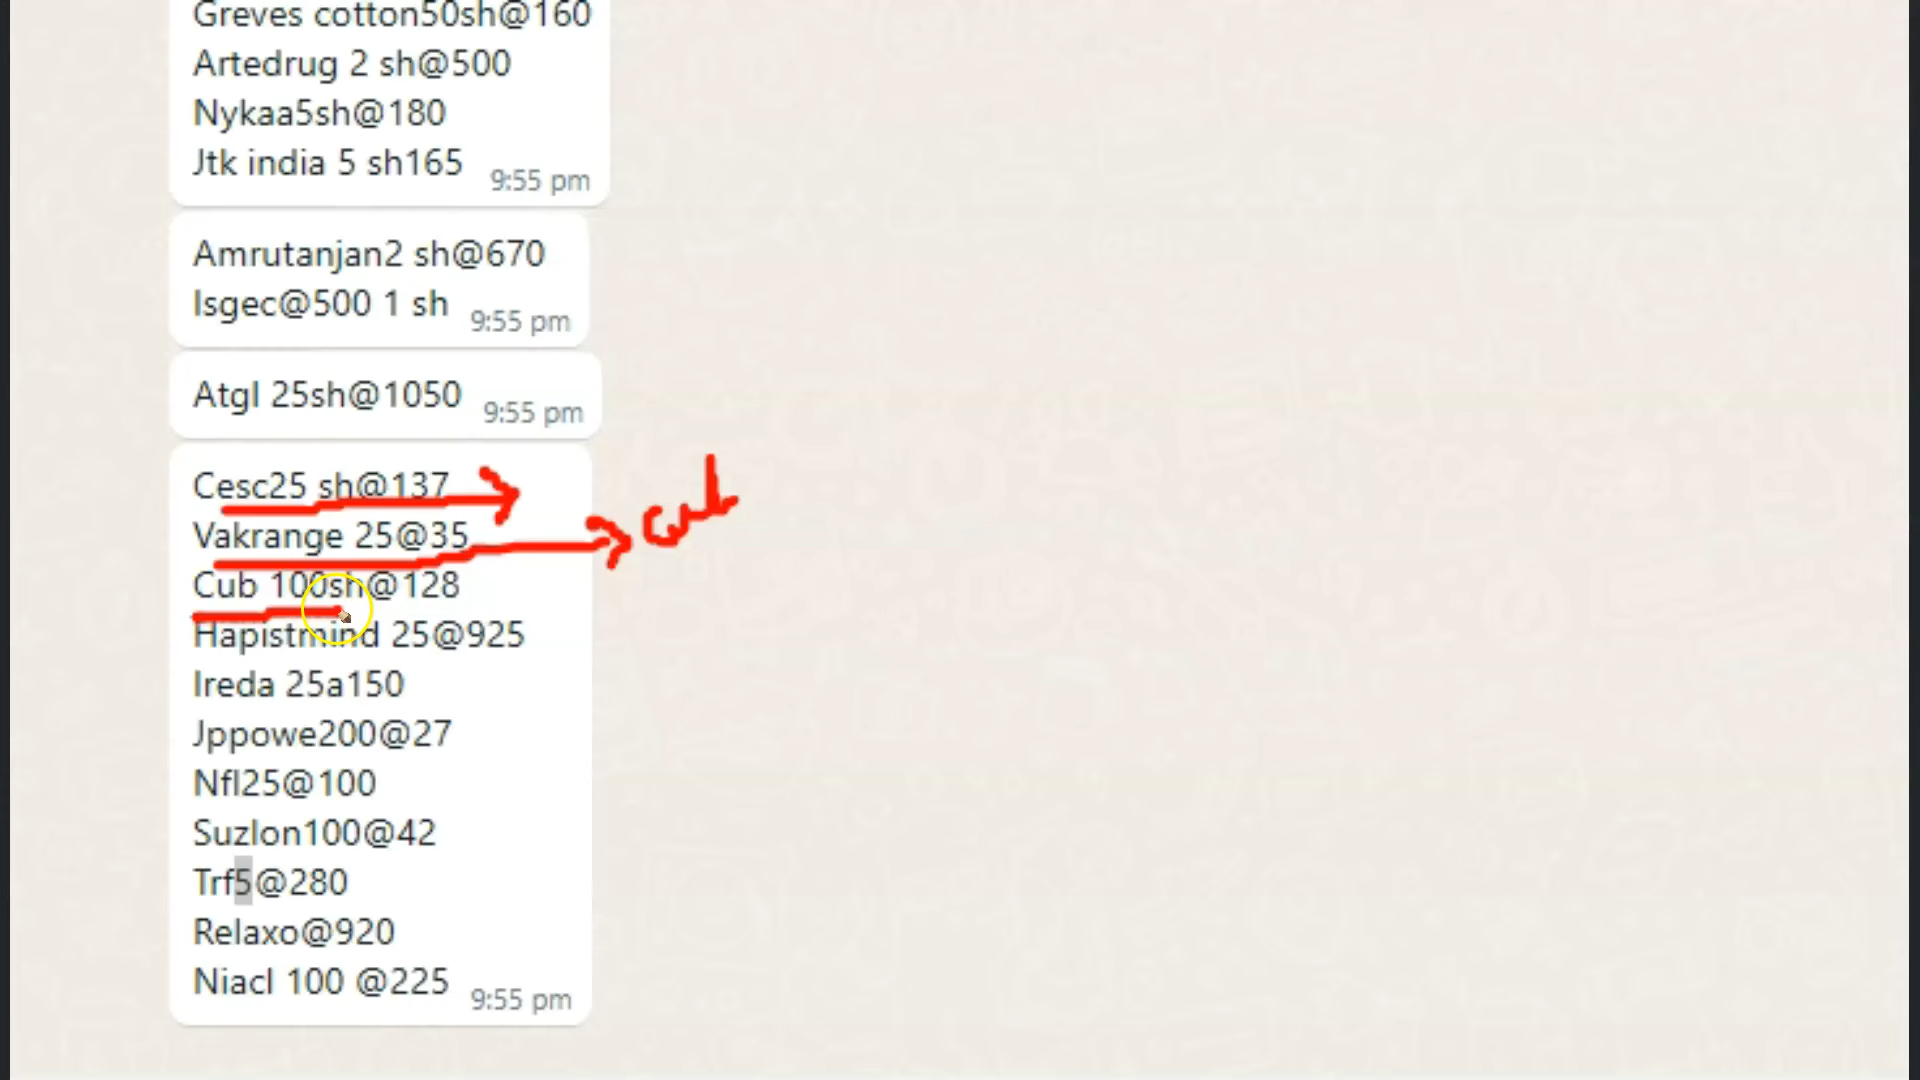 Greves cotton50sh@160
Artedrug 2 sh@500
Nykaa5sh@180
Jtk india 5 sh165
9:55 pm
Amrutanjan2 sh@670
Isgec@500 1 sh
9:55 pm
Atgl 25sh@1050
9:55 pm
Cesc25 sh@137
Vakrange 25@35
Cub 100sh@128
Hapistmind 25@925
Ireda 25a150
Jppowe200@27
Nfl25@100
Suzlon100@42
Trf5@280
Relaxo@920
Niacl 100 @225
9:55 pm